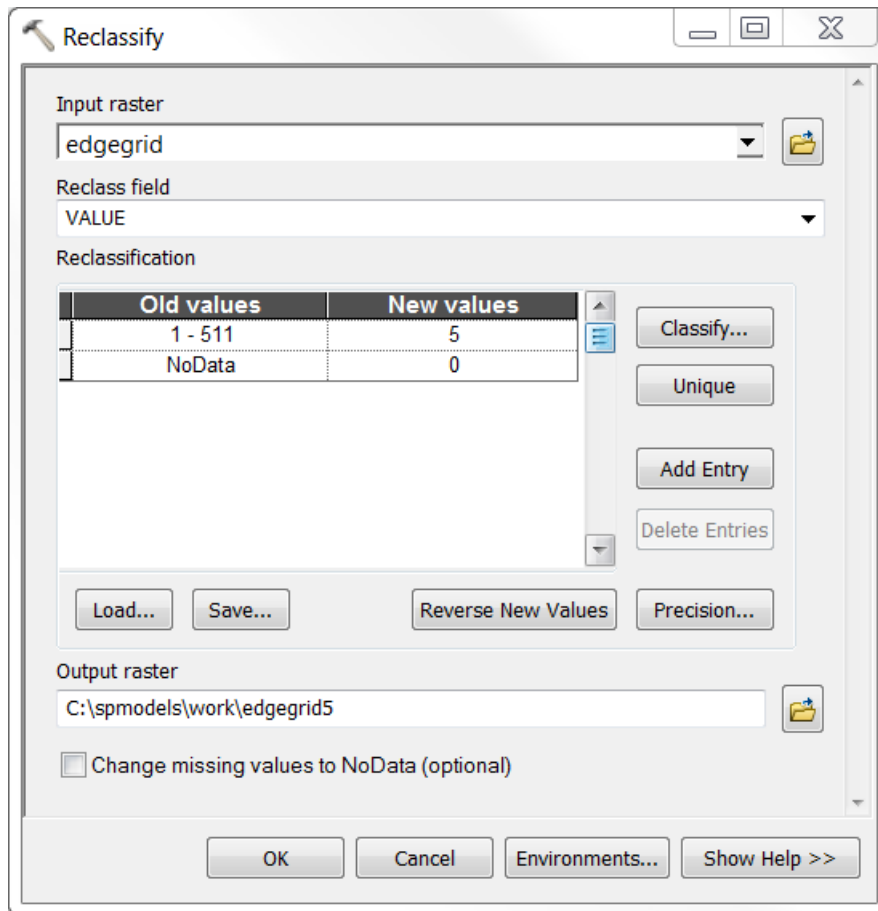 Reclassify
Input raster
edgegrid
Reclass field
VALUE
Reclassification
Old values New values
1 - 511 5
NoData 0
Classify...
Unique
Add Entry
Delete Entries
Load... Save... Reverse New Values Precision...
Output raster
C:\spmodels\work\edgegrid5
Change missing values to NoData (optional)
OK Cancel Environments... Show Help >>